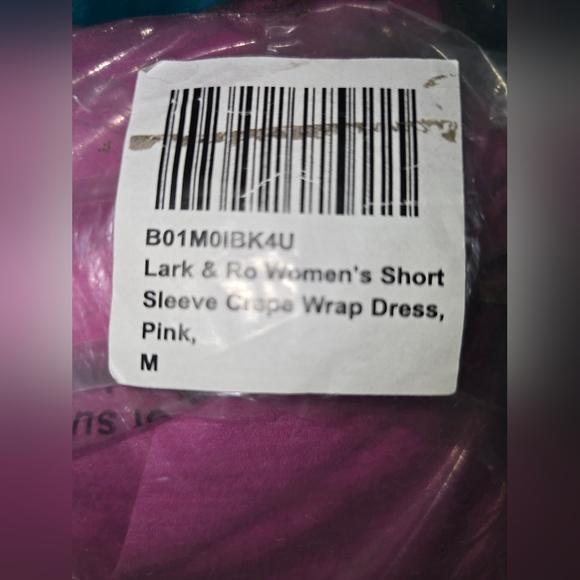 B01M0IBK4U
Lark & Ro Women's Short
Sleeve Crepe Wrap Dress,
Pink,
M